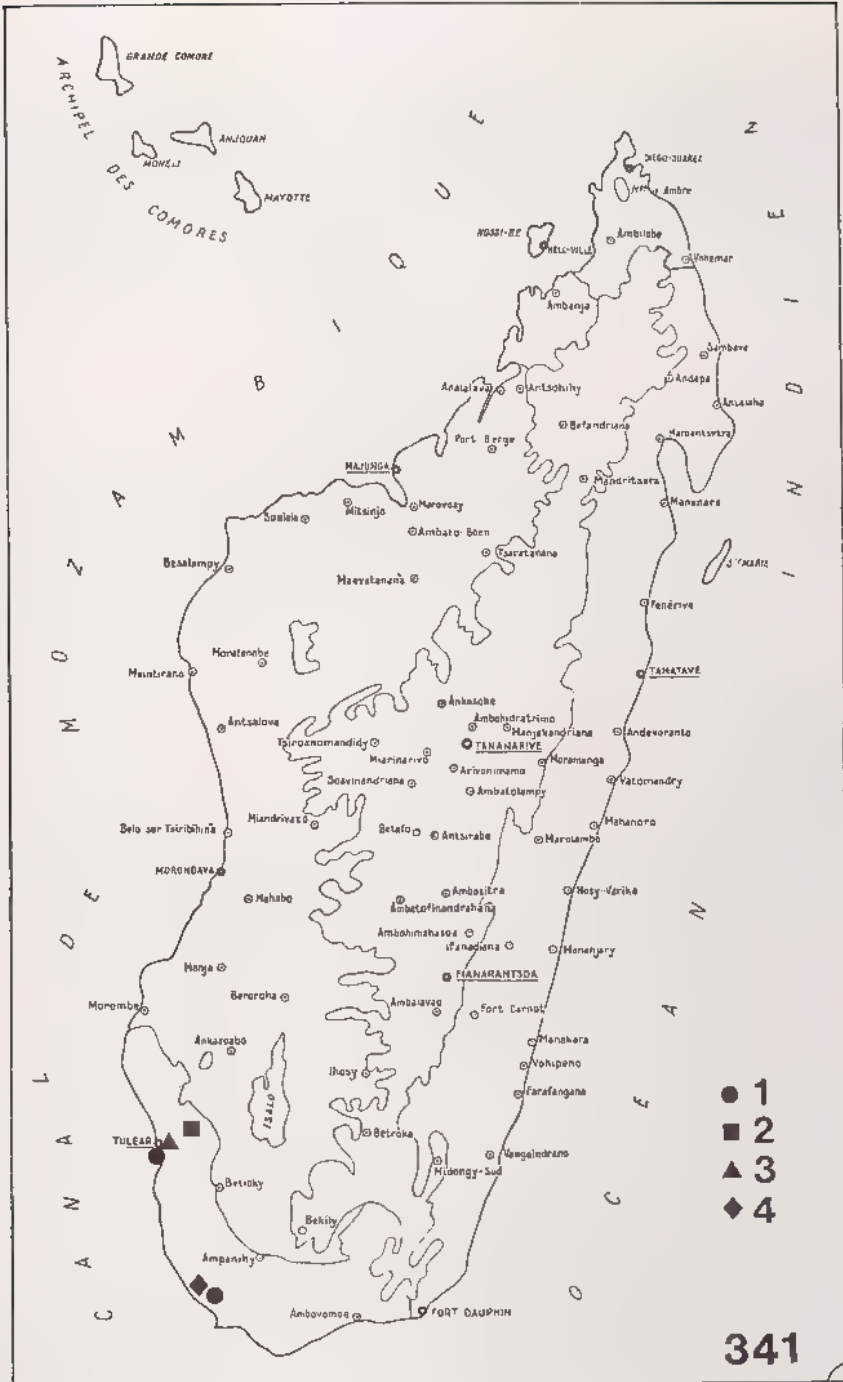 GRANDE COMORE
ARCHIPEL DES COMORES
ANJOUAN
MOHELI
MAYOTTE
CANAL DE MOZAMBIQUE
OCEAN INDIEN
DIEGO-SUAREZ
Ambre
NOSSI-BE
HELL-VILLE
Ambilobe
Vohemar
Ambanja
Sambava
Andapa
Analalava
Antsohihy
Antalaha
Befandriana
Port Berge
Maroantsetra
MAJUNGA
Mandritsara
Mananara
Mitsinjo
Marovoay
Soalala
Ambato-Boen
Tsaratanana
Besalampy
Maevatanana
Fenerive
Maintirano
TAMATAVE
Ankazobe
Antsalova
Ambohidratrimo
Manjakandriana
Andevoranto
Tsiroanomandidy
TANANARIVE
Miarinarivo
Moramanga
Arivonimamo
Soavinandriana
Vatomandry
Ambatolampy
Miandrivazo
Mahanoro
Belo sur Tsiribihina
Betafo
Antsirabe
Marolambo
MORONDAVA
Mahabo
Ambositra
Nosy-Varika
Ambatofinandrahana
Ambohimahasoa
Ifanadiana
Mananjary
Manja
FIANARANTSOA
Beroroha
Morombe
Ambalavao
Fort Carnot
Ankazoabo
Manakara
Vohipeno
Ihosy
ISALO
Farafangana
TULEAR
Betroka
Midongy-Sud
Vangaindrano
Betioky
Bekily
Ampanihy
Ambovombe
FORT DAUPHIN
1
2
3
4
341